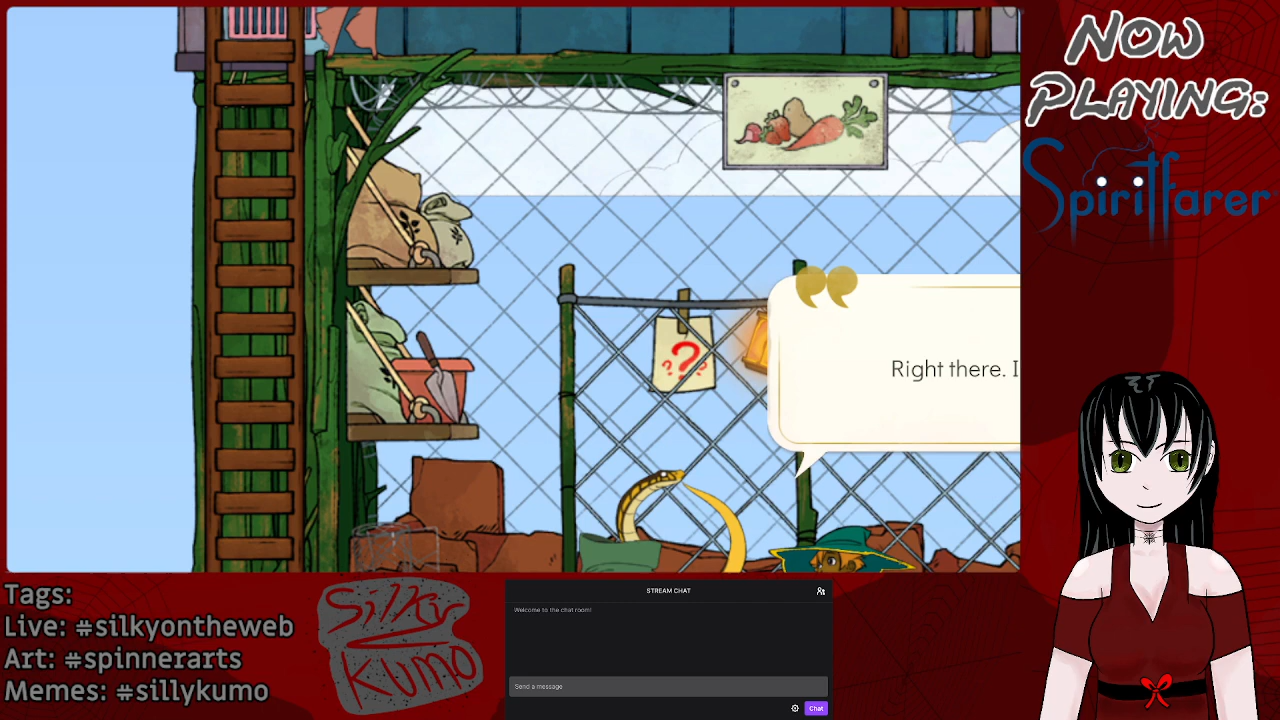 NOW
PLAYING:
Spiritfarer
???
Right there. I
Tags:
Live: #silkyontheweb
Art: #spinnerarts
Memes: #sillykumo
Silky
Kumo
STREAM CHAT
Welcome to the chat room!
Send a message
Chat